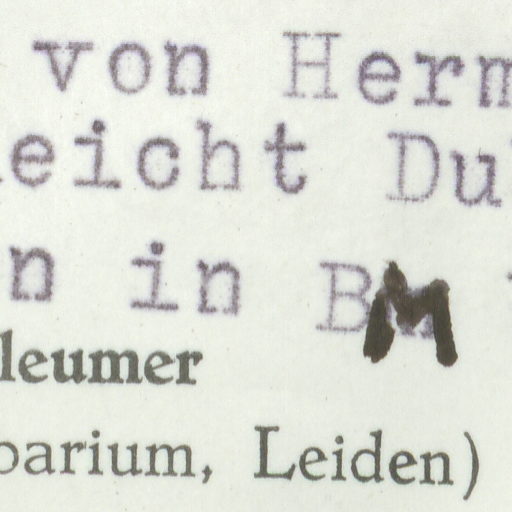 von Herm
eicht Du
n in BM
leumer
barium, Leiden)